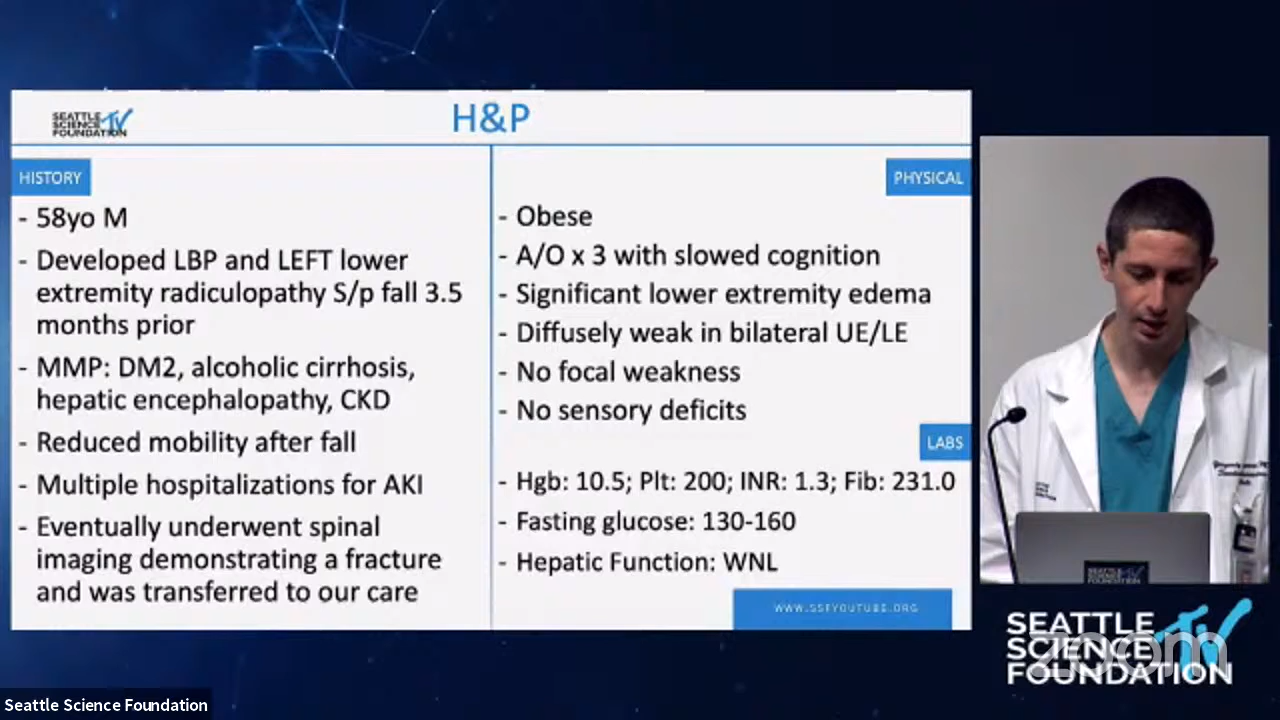 SEATTLE
SCIENCE TV
FOUNDATION
H&P
HISTORY
- 58yo M
- Developed LBP and LEFT lower
extremity radiculopathy S/p fall 3.5
months prior
- MMP: DM2, alcoholic cirrhosis,
hepatic encephalopathy, CKD
- Reduced mobility after fall
- Multiple hospitalizations for AKI
- Eventually underwent spinal
imaging demonstrating a fracture
and was transferred to our care
PHYSICAL
- Obese
- A/O x 3 with slowed cognition
- Significant lower extremity edema
- Diffusely weak in bilateral UE/LE
- No focal weakness
- No sensory deficits
LABS
- Hgb: 10.5; Plt: 200; INR: 1.3; Fib: 231.0
- Fasting glucose: 130-160
- Hepatic Function: WNL
WWW.SSFYOUTUBE.ORG
SEATTLE
SCIENCE TV
FOUNDATION
zoom
Seattle Science Foundation